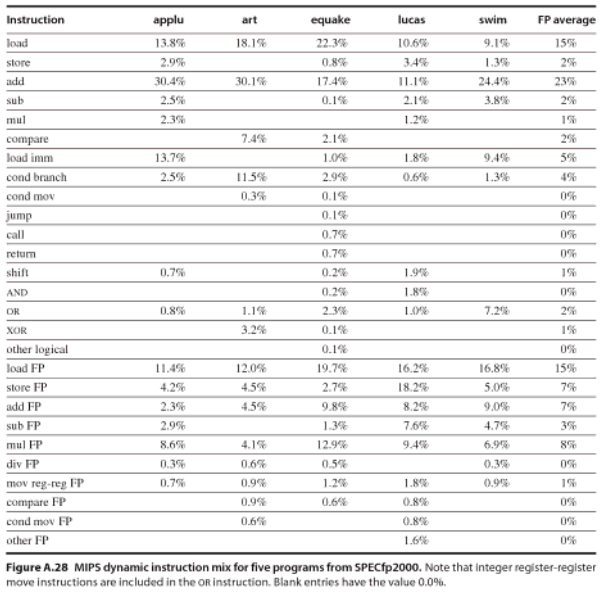 Instruction applu art equake lucas swim FP average
load 13.8% 18.1% 22.3% 10.6% 9.1% 15%
store 2.9% 0.8% 3.4% 1.3% 2%
add 30.4% 30.1% 17.4% 11.1% 24.4% 23%
sub 2.5% 0.1% 2.1% 3.8% 2%
mul 2.3% 1.2% 1%
compare 7.4% 2.1% 2%
load imm 13.7% 1.0% 1.8% 9.4% 5%
cond branch 2.5% 11.5% 2.9% 0.6% 1.3% 4%
cond mov 0.3% 0.1% 0%
jump 0.1% 0%
call 0.7% 0%
return 0.7% 0%
shift 0.7% 0.2% 1.9% 1%
AND 0.2% 1.8% 0%
OR 0.8% 1.1% 2.3% 1.0% 7.2% 2%
XOR 3.2% 0.1% 1%
other logical 0.1% 0%
load FP 11.4% 12.0% 19.7% 16.2% 16.8% 15%
store FP 4.2% 4.5% 2.7% 18.2% 5.0% 7%
add FP 2.3% 4.5% 9.8% 8.2% 9.0% 7%
sub FP 2.9% 1.3% 7.6% 4.7% 3%
mul FP 8.6% 4.1% 12.9% 9.4% 6.9% 8%
div FP 0.3% 0.6% 0.5% 0.3% 0%
mov reg-reg FP 0.7% 0.9% 1.2% 1.8% 0.9% 1%
compare FP 0.9% 0.6% 0.8% 0%
cond mov FP 0.6% 0.8% 0%
other FP 1.6% 0%
Figure A.28 MIPS dynamic instruction mix for five programs from SPECfp2000. Note that integer register-register
move instructions are included in the OR instruction. Blank entries have the value 0.0%.